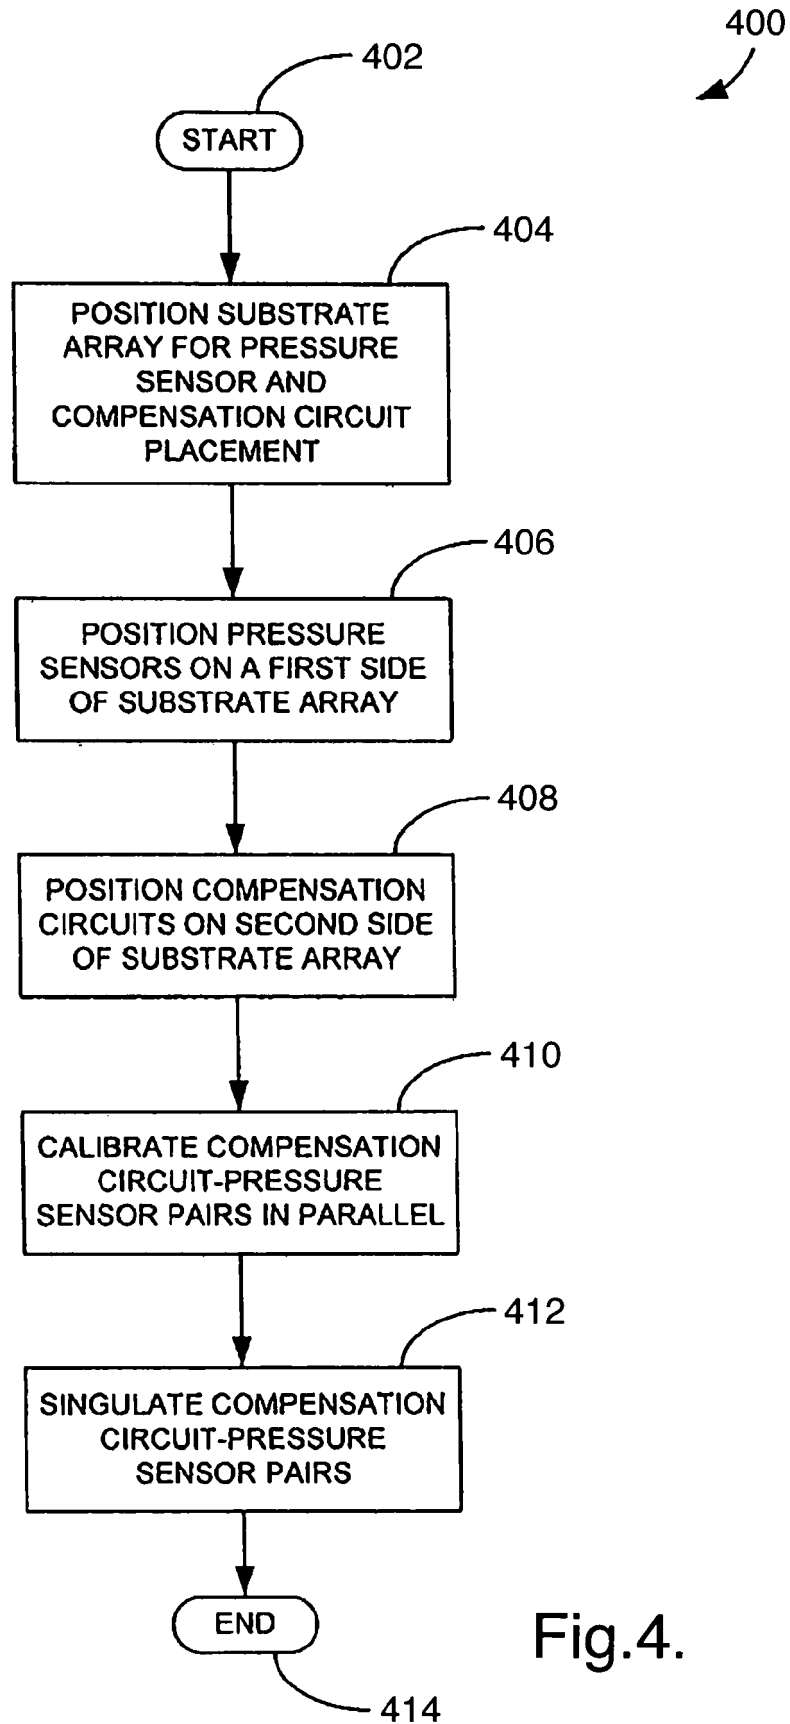 400
402
START
404
POSITION SUBSTRATE
ARRAY FOR PRESSURE
SENSOR AND
COMPENSATION CIRCUIT
PLACEMENT
406
POSITION PRESSURE
SENSORS ON A FIRST SIDE
OF SUBSTRATE ARRAY
408
POSITION COMPENSATION
CIRCUITS ON SECOND SIDE
OF SUBSTRATE ARRAY
410
CALIBRATE COMPENSATION
CIRCUIT-PRESSURE
SENSOR PAIRS IN PARALLEL
412
SINGULATE COMPENSATION
CIRCUIT-PRESSURE
SENSOR PAIRS
END
414
Fig.4.